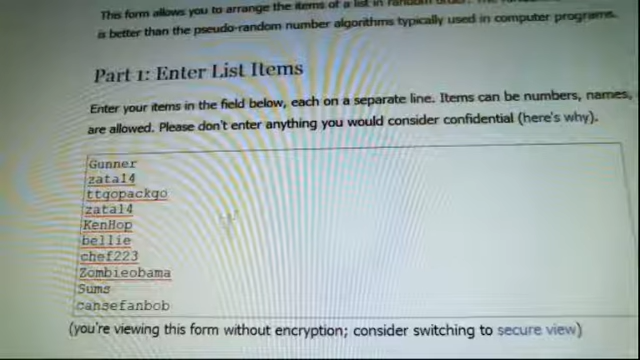 This form allows you to arrange the items of a list in random order. The
is better than the pseudo-random number algorithms typically used in computer programs.
Part 1: Enter List Items
Enter your items in the field below, each on a separate line. Items can be numbers, names,
are allowed. Please don't enter anything you would consider confidential (here's why).
Gunner
zata14
ttgopackgo
zata14
KenHop
bellie
chef223
Zombieobama
Sums
cansefanbob
(you're viewing this form without encryption; consider switching to secure view)